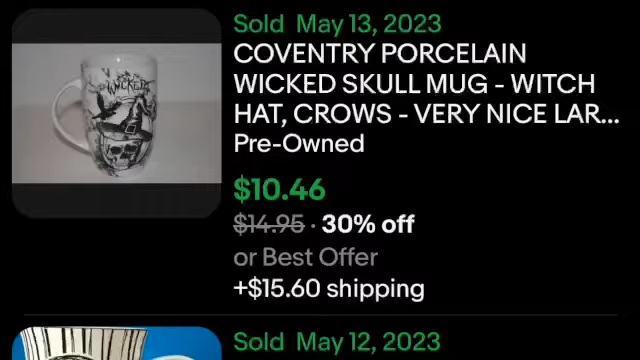 Sold May 13, 2023
COVENTRY PORCELAIN
WICKED SKULL MUG - WITCH
HAT, CROWS - VERY NICE LAR...
Pre-Owned
$10.46
$14.95 · 30% off
or Best Offer
+$15.60 shipping
WICKED
Sold May 12, 2023